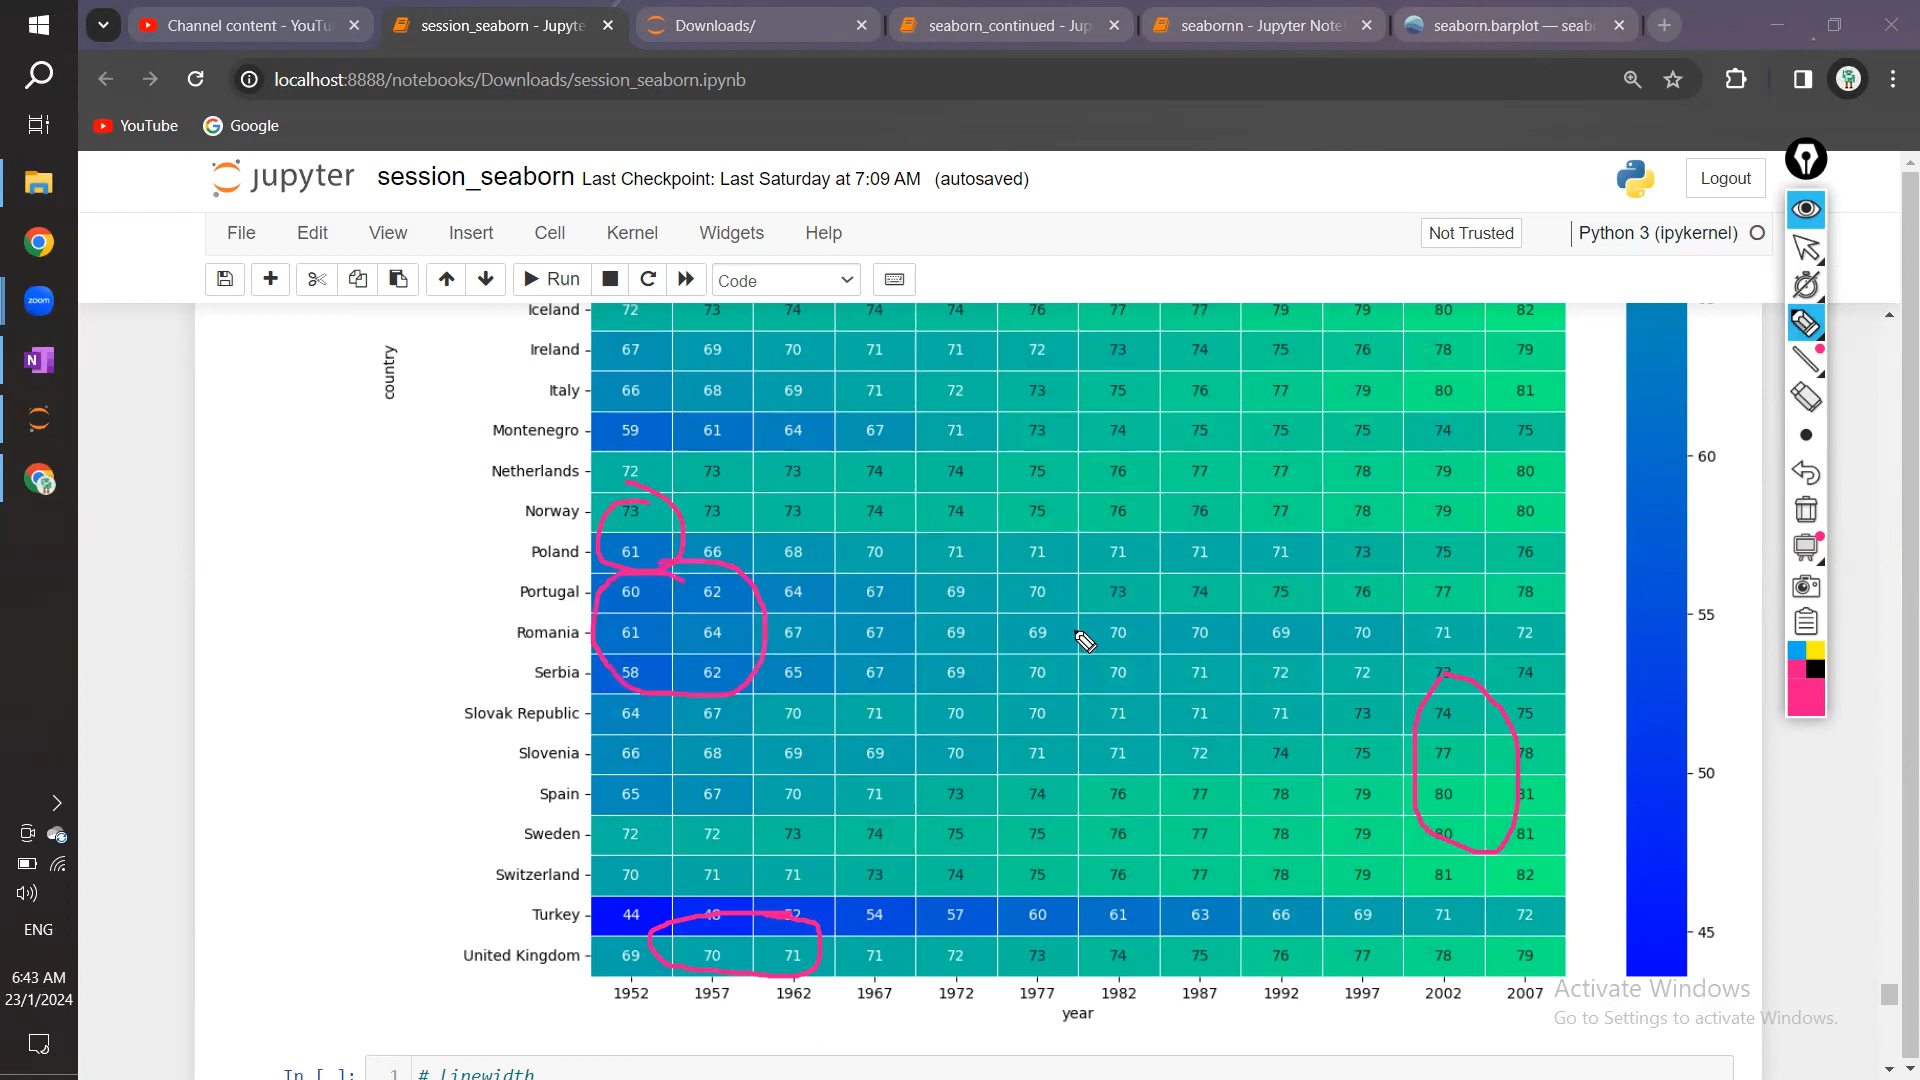 Channel content - YouTu
session_seaborn - Jupyte
Downloads/
seaborn_continued - Jup
seabornn - Jupyter Note
seaborn.barplot — seab
localhost:8888/notebooks/Downloads/session_seaborn.ipynb
YouTube
Google
jupyter session_seaborn Last Checkpoint: Last Saturday at 7:09 AM (autosaved)
Logout
File Edit View Insert Cell Kernel Widgets Help
Not Trusted
Python 3 (ipykernel)
Run
Code
zoom
N
country
Iceland 72 73 74 74 74 76 77 77 79 79 80 82
Ireland 67 69 70 71 71 72 73 74 75 76 78 79
Italy 66 68 69 71 72 73 75 76 77 79 80 81
Montenegro 59 61 64 67 71 73 74 75 75 75 74 75
Netherlands 72 73 73 74 74 75 76 77 77 78 79 80
Norway 73 73 73 74 74 75 76 76 77 78 79 80
Poland 61 66 68 70 71 71 71 71 71 73 75 76
Portugal 60 62 64 67 69 70 73 74 75 76 77 78
Romania 61 64 67 67 69 69 70 70 69 70 71 72
Serbia 58 62 65 67 69 70 70 71 72 72 73 74
Slovak Republic 64 67 70 71 70 70 71 71 71 73 74 75
Slovenia 66 68 69 69 70 71 71 72 74 75 77 78
Spain 65 67 70 71 73 74 76 77 78 79 80 81
Sweden 72 72 73 74 75 75 76 77 78 79 80 81
Switzerland 70 71 71 73 74 75 76 77 78 79 81 82
Turkey 44 48 52 54 57 60 61 63 66 69 71 72
United Kingdom 69 70 71 71 72 73 74 75 76 77 78 79
1952 1957 1962 1967 1972 1977 1982 1987 1992 1997 2002 2007
year
60
55
50
45
Activate Windows
Go to Settings to activate Windows.
ENG
6:43 AM
23/1/2024
In [ ]: 1 # linewidth